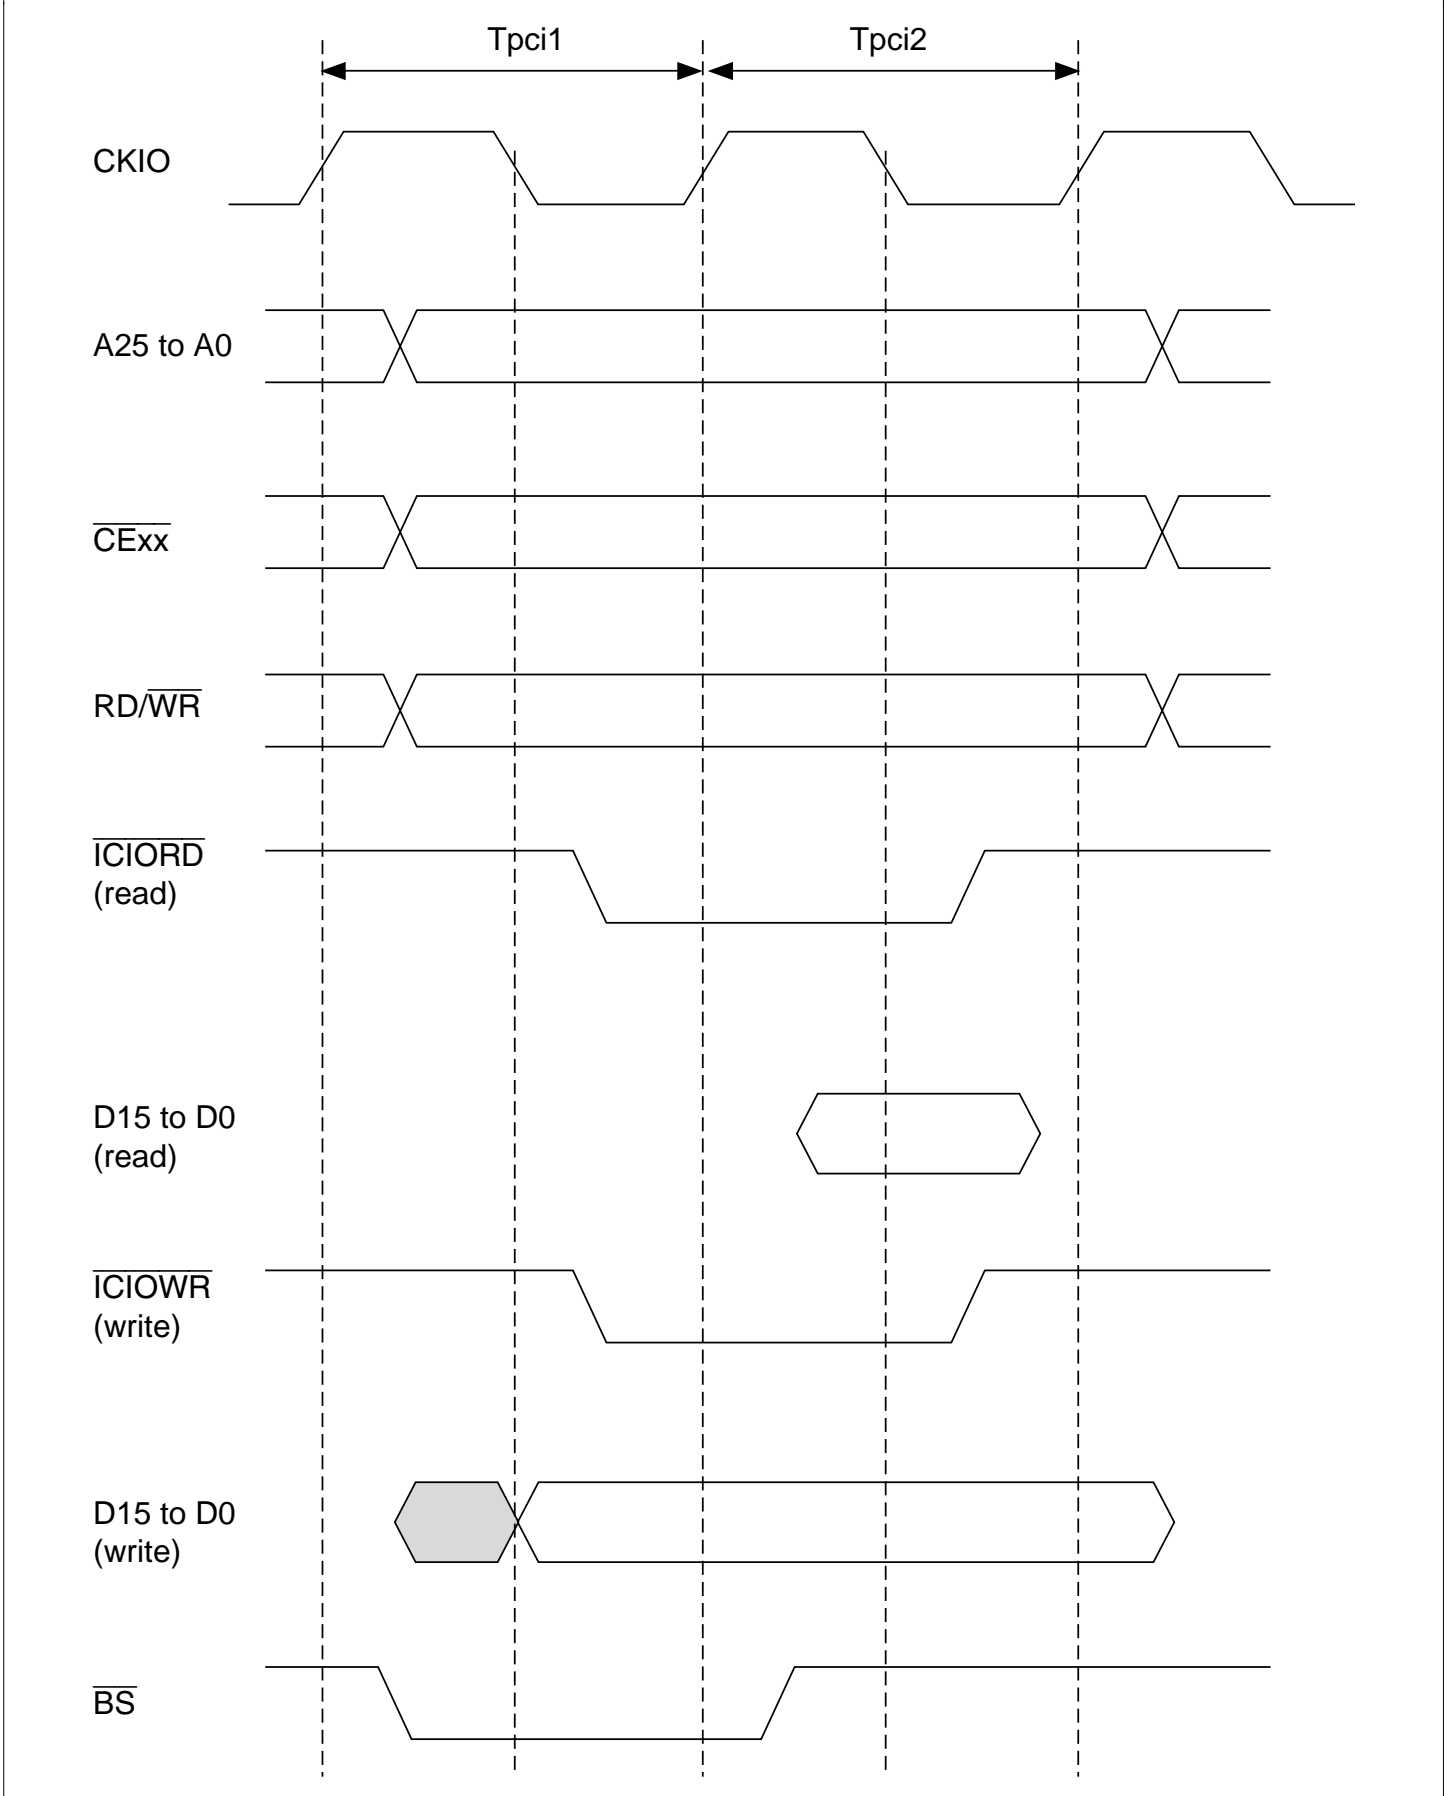 Tpci1 Tpci2
CKIO
A25 to A0
CExx
RD/WR
ICIORD
(read)
D15 to D0
(read)
ICIOWR
(write)
D15 to D0
(write)
BS